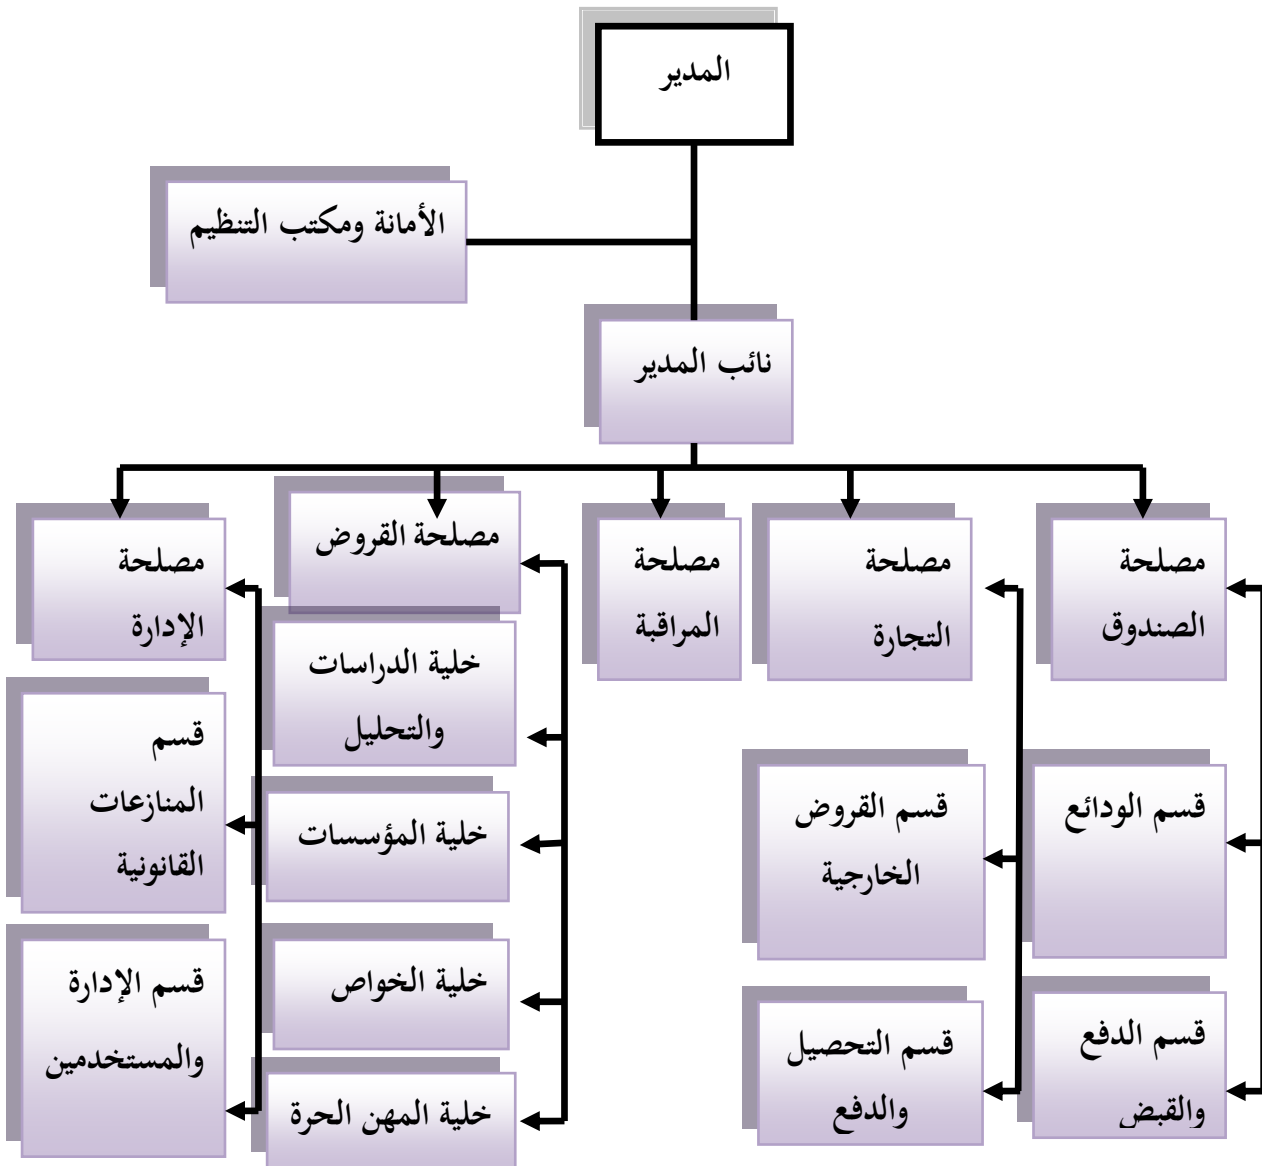 المدير
الأمانة ومكتب التنظيم
نائب المدير
مصلحة
الصندوق
مصلحة
التجارة
مصلحة
المراقبة
مصلحة القروض
مصلحة
الإدارة
قسم الودائع
قسم الدفع
والقبض
قسم القروض
الخارجية
قسم التحصيل
والدفع
خلية الدراسات
والتحليل
خلية المؤسسات
خلية الخواص
خلية المهن الحرة
قسم
المنازعات
القانونية
قسم الإدارة
والمستخدمين